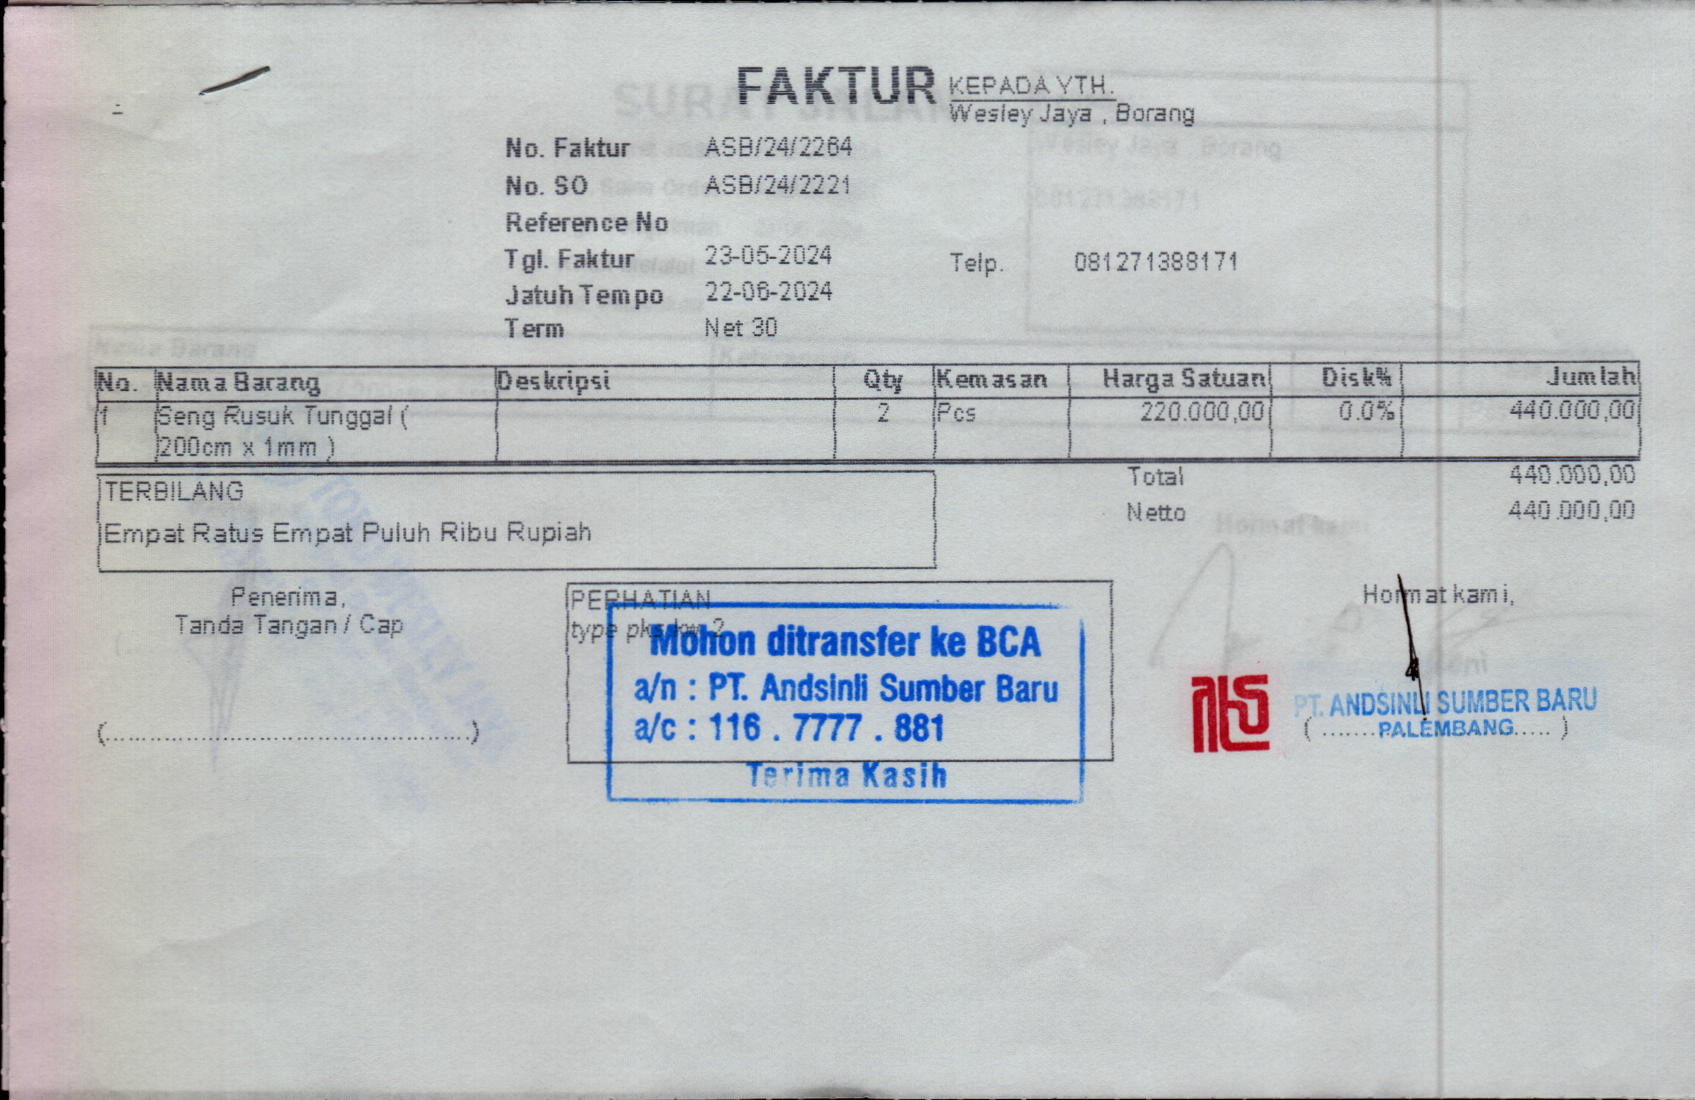 FAKTUR
KEPADA YTH.
Wesley Jaya , Borang
No. Faktur ASB/24/2264
No. SO ASB/24/2221
Reference No
Tgl. Faktur 23-05-2024
Telp. 081271388171
Jatuh Tempo 22-06-2024
Term Net 30
No. Nama Barang Deskripsi Qty Kemasan Harga Satuan Disk% Jumlah
1 Seng Rusuk Tunggal ( 2 Pcs 220.000,00 0.0% 440.000,00
200cm x 1mm )
Total 440.000,00
Netto 440.000,00
TERBILANG
Empat Ratus Empat Puluh Ribu Rupiah
Penerima,
Tanda Tangan / Cap
(................................................)
PERHATIAN
type
Mohon ditransfer ke BCA
a/n : PT. Andsinli Sumber Baru
a/c : 116 . 7777 . 881
Terima Kasih
Hormat kami,
PT. ANDSINLI SUMBER BARU
( .......PALEMBANG..... )